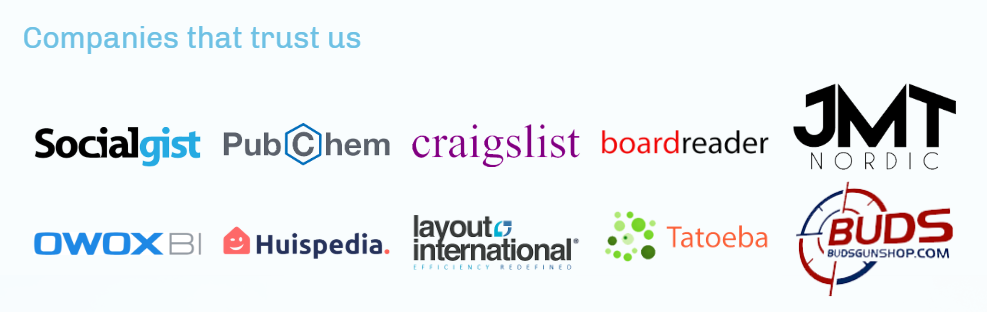 Companies that trust us
Socialgist
PubChem
craigslist
boardreader
JMT
NORDIC
OWOX BI
Huispedia.
layout
international®
EFFICIENCY REDEFINED
Tatoeba
BUDS
BUDSGUNSHOP.COM